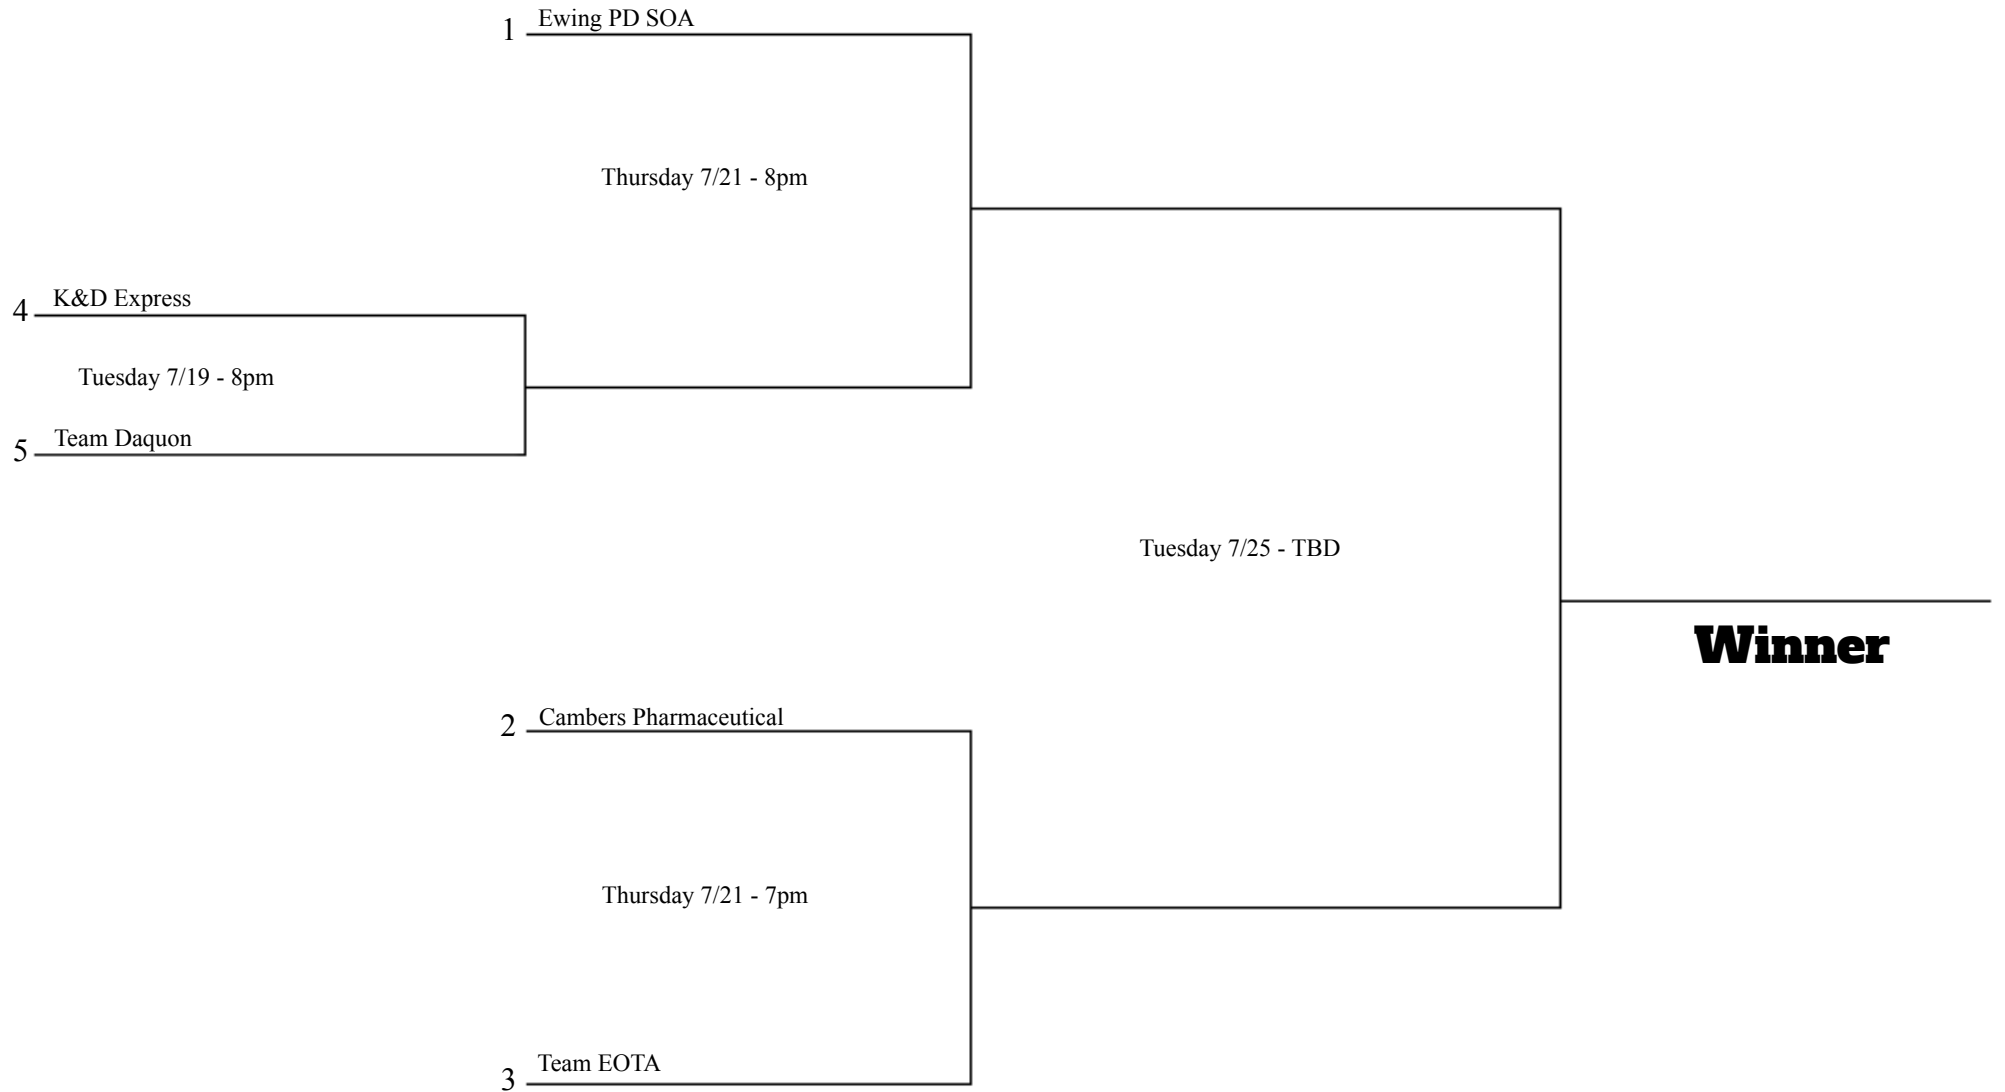 1 Ewing PD SOA
Thursday 7/21 - 8pm
4 K&D Express
Tuesday 7/19 - 8pm
5 Team Daquon
Tuesday 7/25 - TBD
Winner
2 Cambers Pharmaceutical
Thursday 7/21 - 7pm
3 Team EOTA